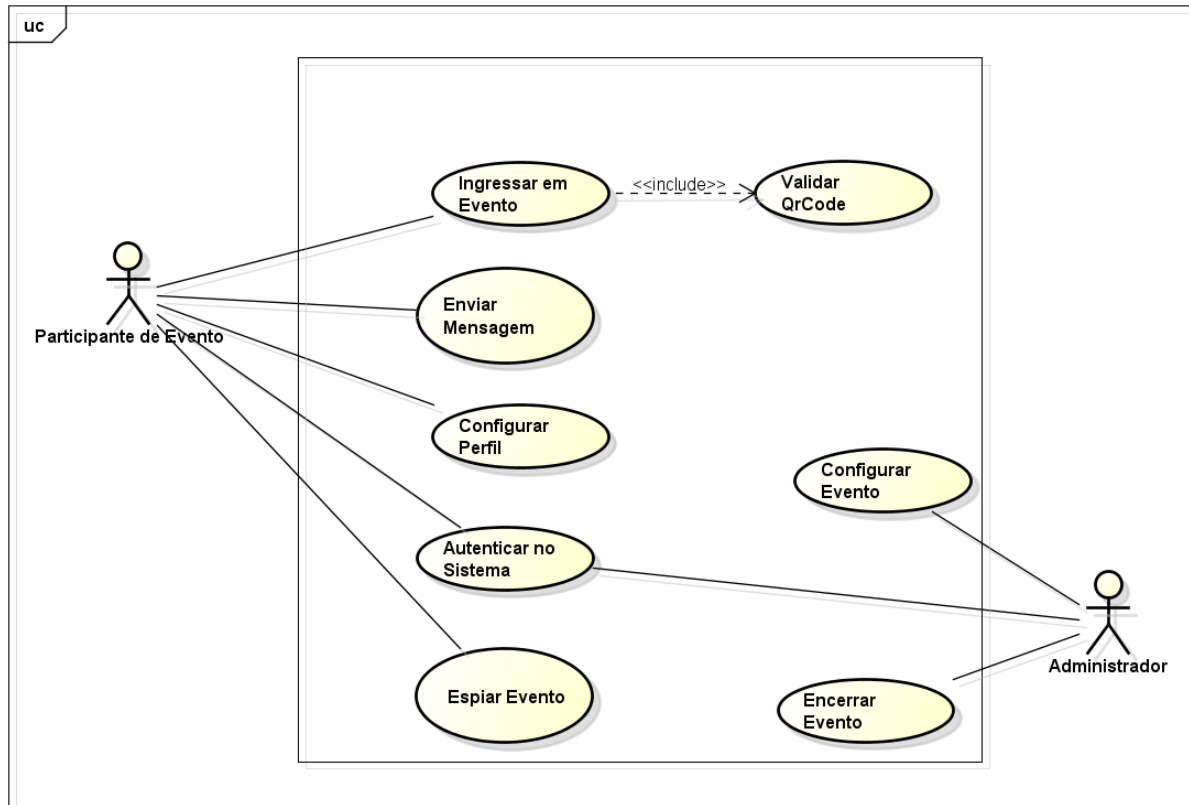 uc
Ingressar em
Evento
<<include>>
Validar
QrCode
Enviar
Mensagem
Participante de Evento
Configurar
Perfil
Configurar
Evento
Autenticar no
Sistema
Administrador
Espiar Evento
Encerrar
Evento